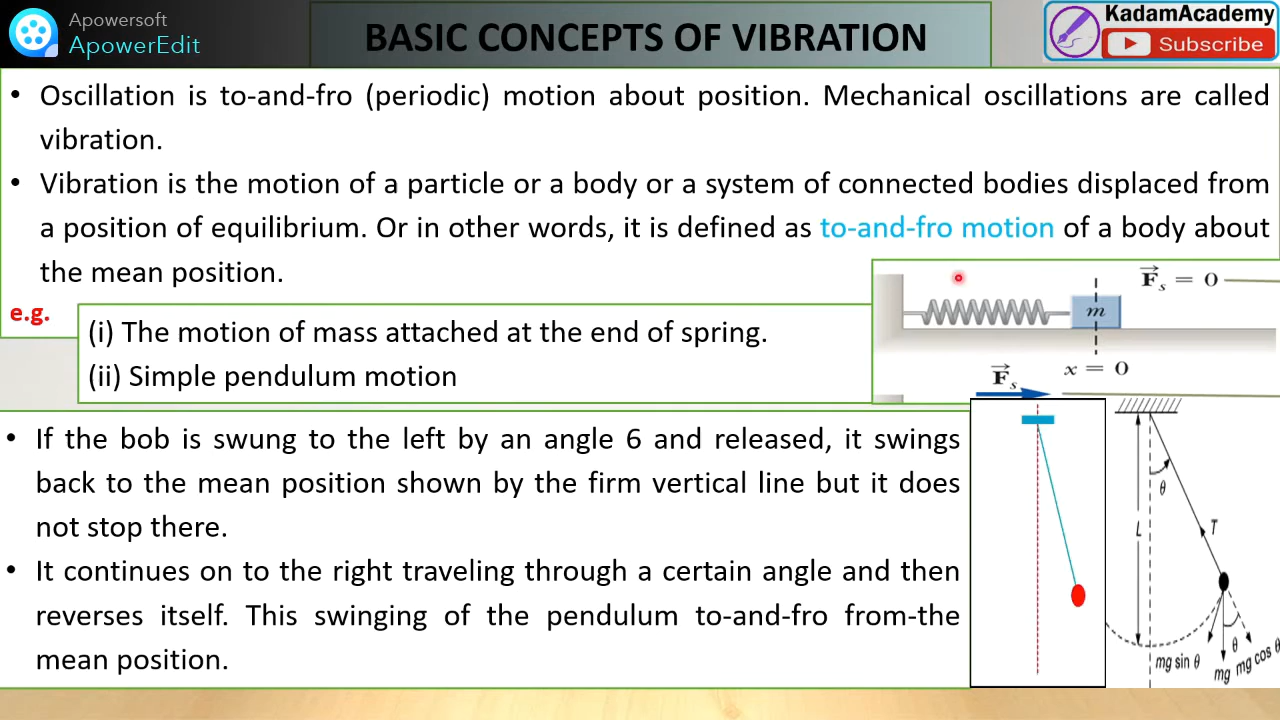 Apowersoft
ApowerEdit
BASIC CONCEPTS OF VIBRATION
KadamAcademy
Subscribe
• Oscillation is to-and-fro (periodic) motion about position. Mechanical oscillations are called
vibration.
• Vibration is the motion of a particle or a body or a system of connected bodies displaced from
a position of equilibrium. Or in other words, it is defined as to-and-fro motion of a body about
the mean position.
e.g.
(i) The motion of mass attached at the end of spring.
(ii) Simple pendulum motion
F⃗s = 0
m
x = 0
F⃗s
• If the bob is swung to the left by an angle 6 and released, it swings
back to the mean position shown by the firm vertical line but it does
not stop there.
• It continues on to the right traveling through a certain angle and then
reverses itself. This swinging of the pendulum to-and-fro from-the
mean position.
θ
L
T
θ
mg sin θ
mg
mg cos θ